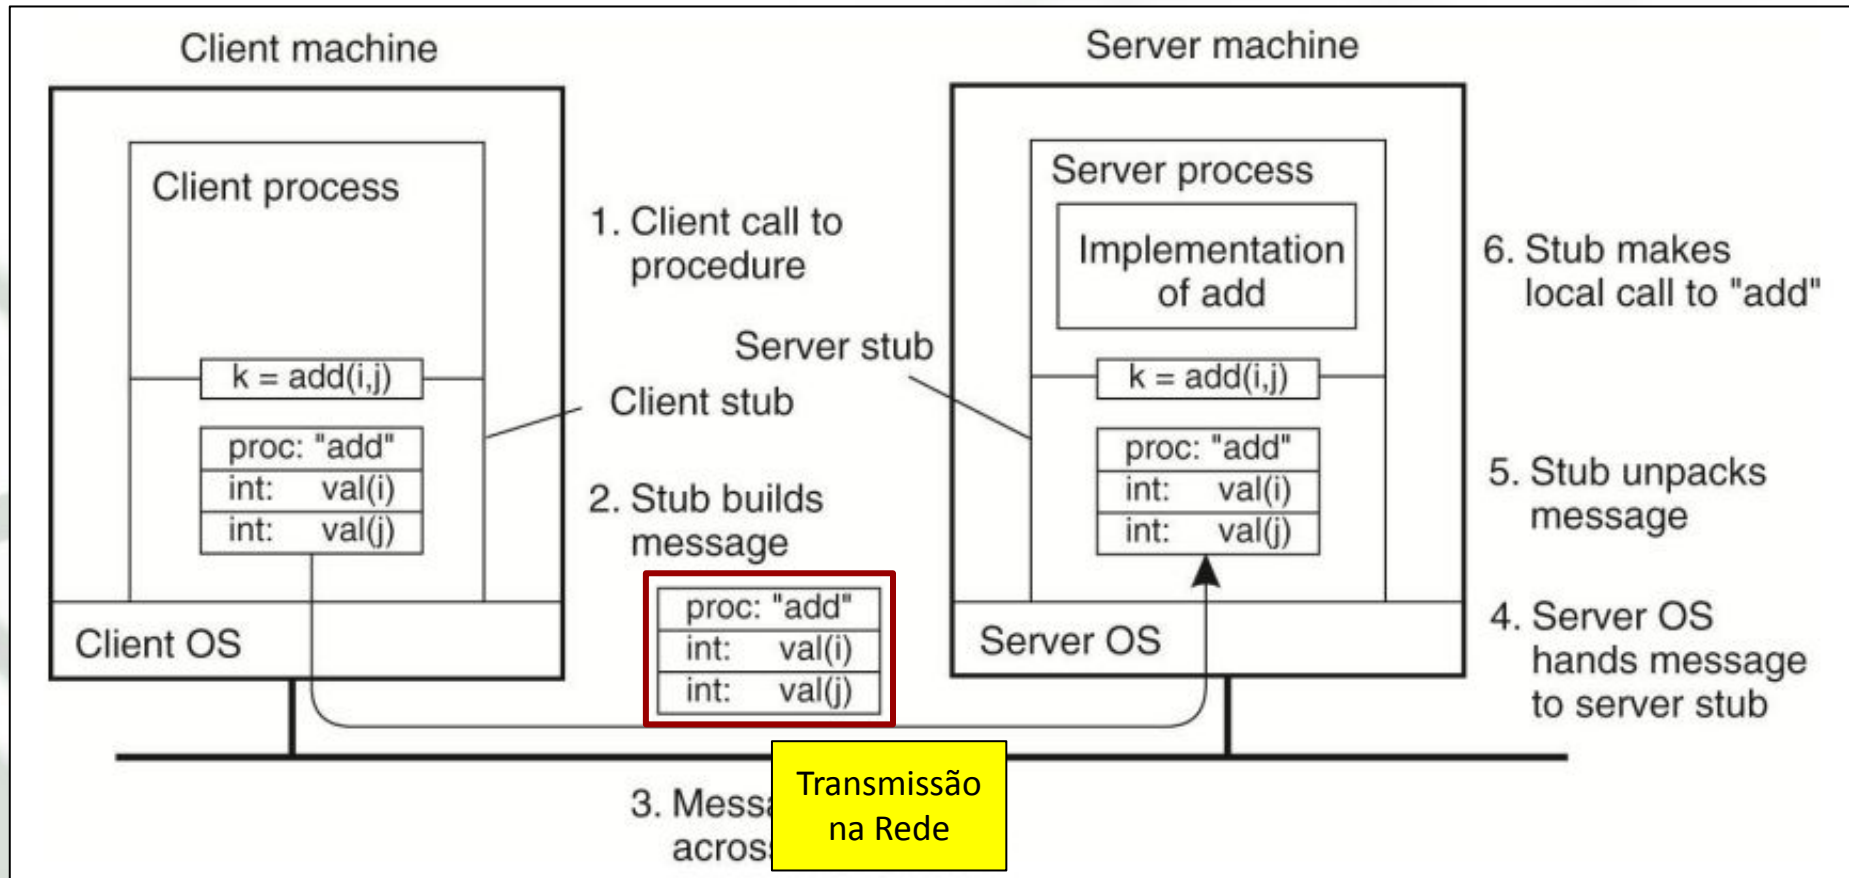 Client machine
Client process
k = add(i,j)
proc: "add"
int: val(i)
int: val(j)
Client OS
1. Client call to
procedure
Server stub
Client stub
2. Stub builds
message
proc: "add"
int: val(i)
int: val(j)
3.
Transmissão
na Rede
Server machine
Server process
Implementation
of add
k = add(i,j)
proc: "add"
int: val(i)
int: val(j)
Server OS
6. Stub makes
local call to "add"
5. Stub unpacks
message
4. Server OS
hands message
to server stub